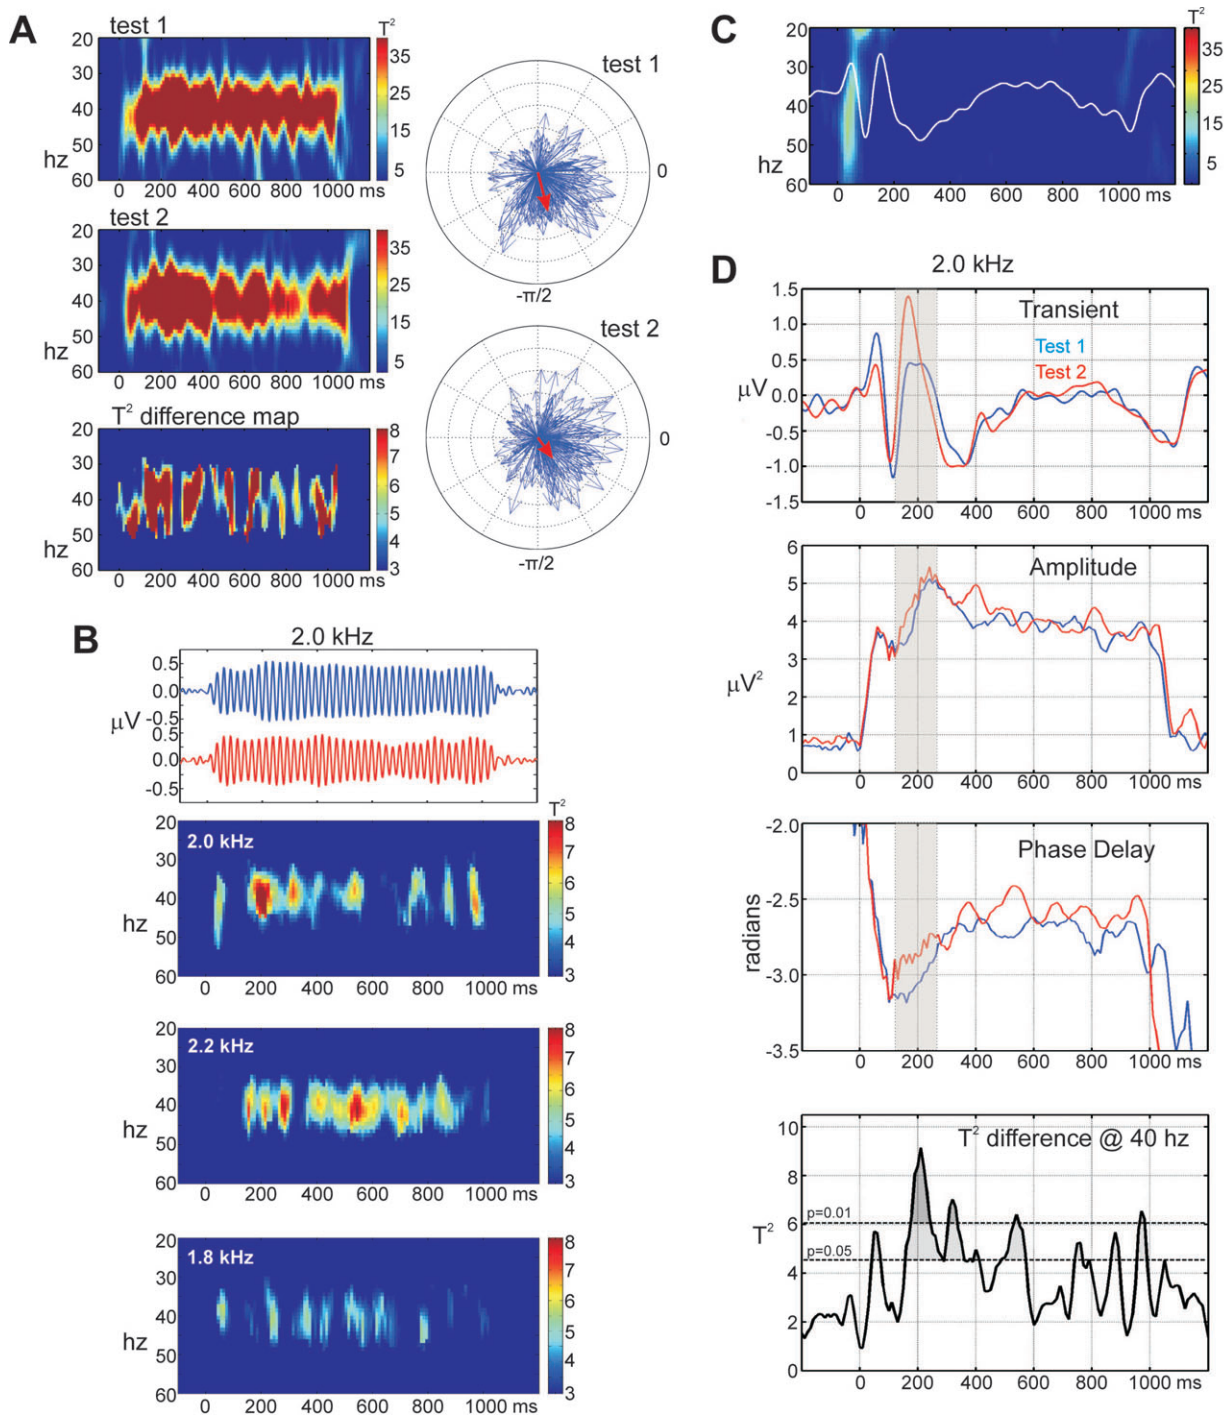 A
test 1
T²
20
30
40
50
60
hz
35
25
15
5
0 200 400 600 800 1000 ms
test 1
0
-π/2
test 2
20
30
40
50
60
hz
35
25
15
5
0 200 400 600 800 1000 ms
test 2
0
-π/2
T² difference map
20
30
40
50
60
hz
8
7
6
5
4
3
0 200 400 600 800 1000 ms
B
2.0 kHz
0.5
0.0
-0.5
0.0
-0.5
μV
0 200 400 600 800 1000
T²
2.0 kHz
20
30
40
50
60
hz
8
7
6
5
4
3
0 200 400 600 800 1000 ms
2.2 kHz
20
30
40
50
60
hz
8
7
6
5
4
3
0 200 400 600 800 1000 ms
1.8 kHz
20
30
40
50
60
hz
8
7
6
5
4
3
0 200 400 600 800 1000 ms
C
T²
20
30
40
50
60
hz
35
25
15
5
0 200 400 600 800 1000 ms
D
2.0 kHz
Transient
Test 1
Test 2
1.5
1.0
0.5
0.0
-0.5
-1.0
-1.5
μV
0 200 400 600 800 1000 ms
Amplitude
6
5
4
3
2
1
0
μV²
0 200 400 600 800 1000 ms
Phase Delay
-2.0
-2.5
-3.0
-3.5
radians
0 200 400 600 800 1000 ms
T² difference @ 40 hz
10
8
6
4
2
0
T²
p=0.01
p=0.05
0 200 400 600 800 1000 ms